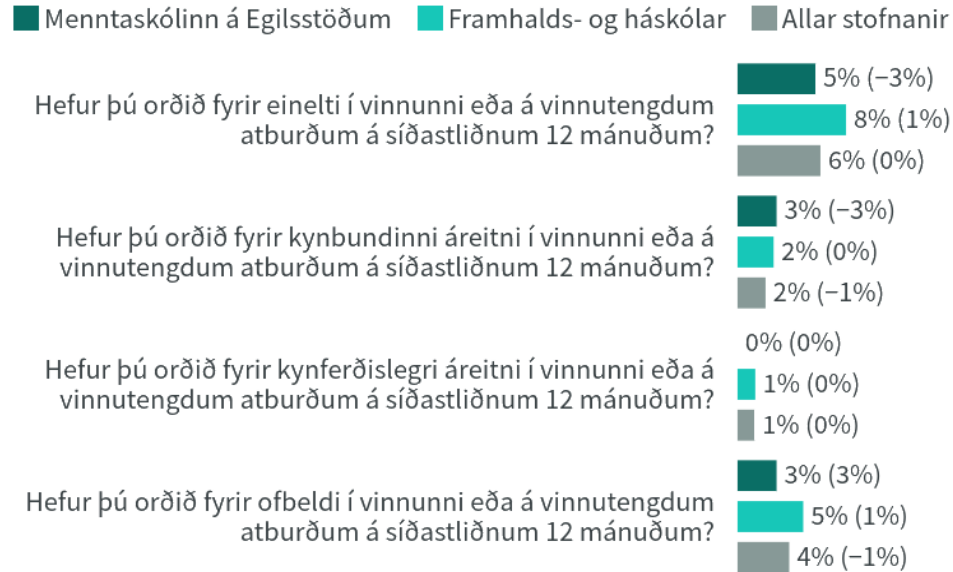 Menntaskólinn á Egilsstöðum Framhalds- og háskólar Allar stofnanir
Hefur þú orðið fyrir einelti í vinnunni eða á vinnutengdum
atburðum á síðastliðnum 12 mánuðum?
5% (−3%)
8% (1%)
6% (0%)
Hefur þú orðið fyrir kynbundinni áreitni í vinnunni eða á
vinnutengdum atburðum á síðastliðnum 12 mánuðum?
3% (−3%)
2% (0%)
2% (−1%)
Hefur þú orðið fyrir kynferðislegri áreitni í vinnunni eða á
vinnutengdum atburðum á síðastliðnum 12 mánuðum?
0% (0%)
1% (0%)
1% (0%)
Hefur þú orðið fyrir ofbeldi í vinnunni eða á vinnutengdum
atburðum á síðastliðnum 12 mánuðum?
3% (3%)
5% (1%)
4% (−1%)